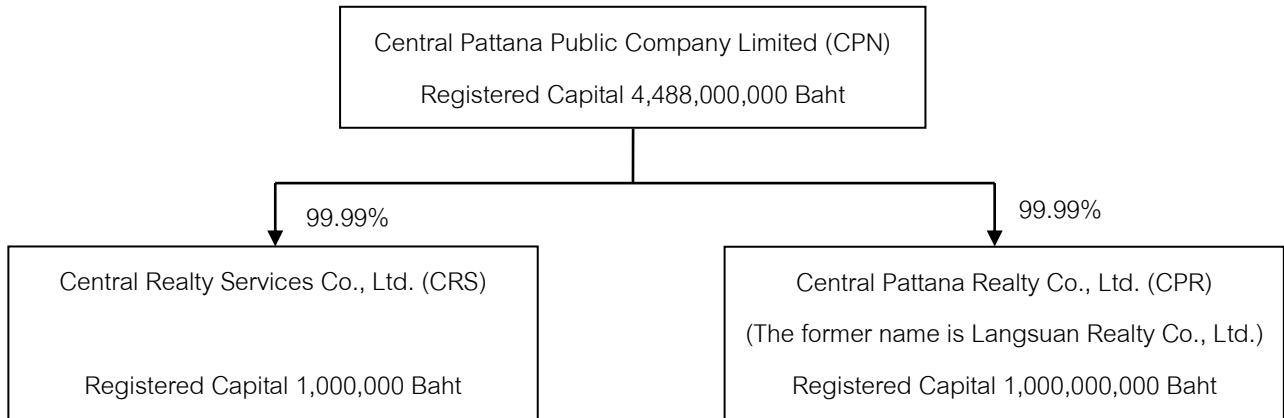 Central Pattana Public Company Limited (CPN)
Registered Capital 4,488,000,000 Baht
99.99%
99.99%
Central Realty Services Co., Ltd. (CRS)
Registered Capital 1,000,000 Baht
Central Pattana Realty Co., Ltd. (CPR)
(The former name is Langsuan Realty Co., Ltd.)
Registered Capital 1,000,000,000 Baht